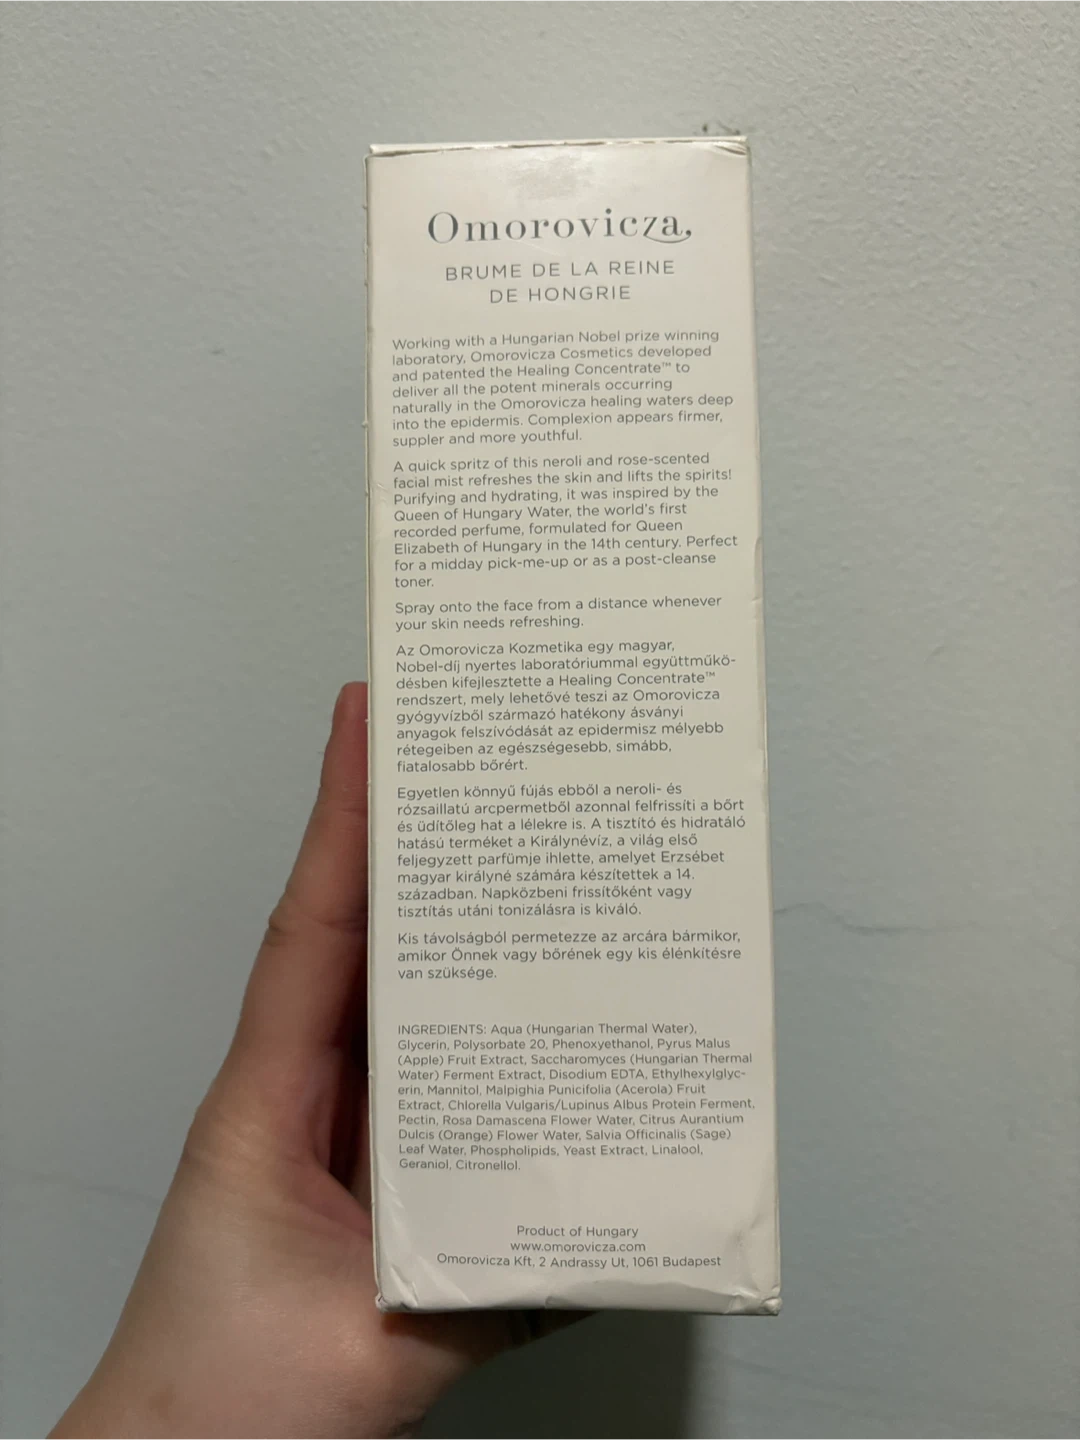 Omorovicza,
BRUME DE LA REINE
DE HONGRIE
Working with a Hungarian Nobel prize winning
laboratory, Omorovicza Cosmetics developed
and patented the Healing Concentrate™ to
deliver all the potent minerals occurring
naturally in the Omorovicza healing waters deep
into the epidermis. Complexion appears firmer,
suppler and more youthful.
A quick spritz of this neroli and rose-scented
facial mist refreshes the skin and lifts the spirits!
Purifying and hydrating, it was inspired by the
Queen of Hungary Water, the world's first
recorded perfume, formulated for Queen
Elizabeth of Hungary in the 14th century. Perfect
for a midday pick-me-up or as a post-cleanse
toner.
Spray onto the face from a distance whenever
your skin needs refreshing.
Az Omorovicza Kozmetika egy magyar,
Nobel-díj nyertes laboratóriummal együttműkö-
désben kifejlesztette a Healing Concentrate™
rendszert, mely lehetővé teszi az Omorovicza
gyógyvízből származó hatékony ásványi
anyagok felszívódását az epidermisz mélyebb
rétegeiben az egészségesebb, simább,
fiatalosabb bőrért.
Egyetlen könnyű fújás ebből a neroli- és
rózsaillatú arcpermetből azonnal felfrissíti a bőrt
és üdítőleg hat a lélekre is. A tisztító és hidratáló
hatású terméket a Királynévíz, a világ első
feljegyzett parfümje ihlette, amelyet Erzsébet
magyar királyné számára készítettek a 14.
században. Napközbeni frissítőként vagy
tisztítás utáni tonizálásra is kiváló.
Kis távolságból permetezze az arcára bármikor,
amikor Önnek vagy bőrének egy kis élénkítésre
van szüksége.
INGREDIENTS: Aqua (Hungarian Thermal Water),
Glycerin, Polysorbate 20, Phenoxyethanol, Pyrus Malus
(Apple) Fruit Extract, Saccharomyces (Hungarian Thermal
Water) Ferment Extract, Disodium EDTA, Ethylhexylglyc-
erin, Mannitol, Malpighia Punicifolia (Acerola) Fruit
Extract, Chlorella Vulgaris/Lupinus Albus Protein Ferment,
Pectin, Rosa Damascena Flower Water, Citrus Aurantium
Dulcis (Orange) Flower Water, Salvia Officinalis (Sage)
Leaf Water, Phospholipids, Yeast Extract, Linalool,
Geraniol, Citronellol.
Product of Hungary
www.omorovicza.com
Omorovicza Kft, 2 Andrassy Ut, 1061 Budapest